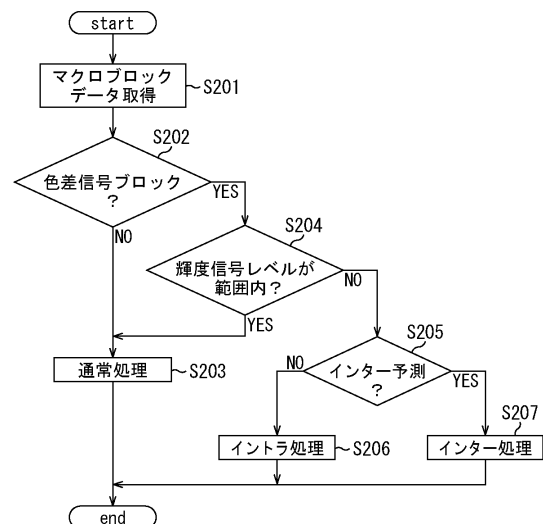 start
マクロブロック
データ取得
S201
S202
色差信号ブロック
?
YES
NO
S204
輝度信号レベルが
範囲内?
NO
YES
S205
インター予測
?
NO
YES
通常処理
S203
S207
イントラ処理
S206
インター処理
end